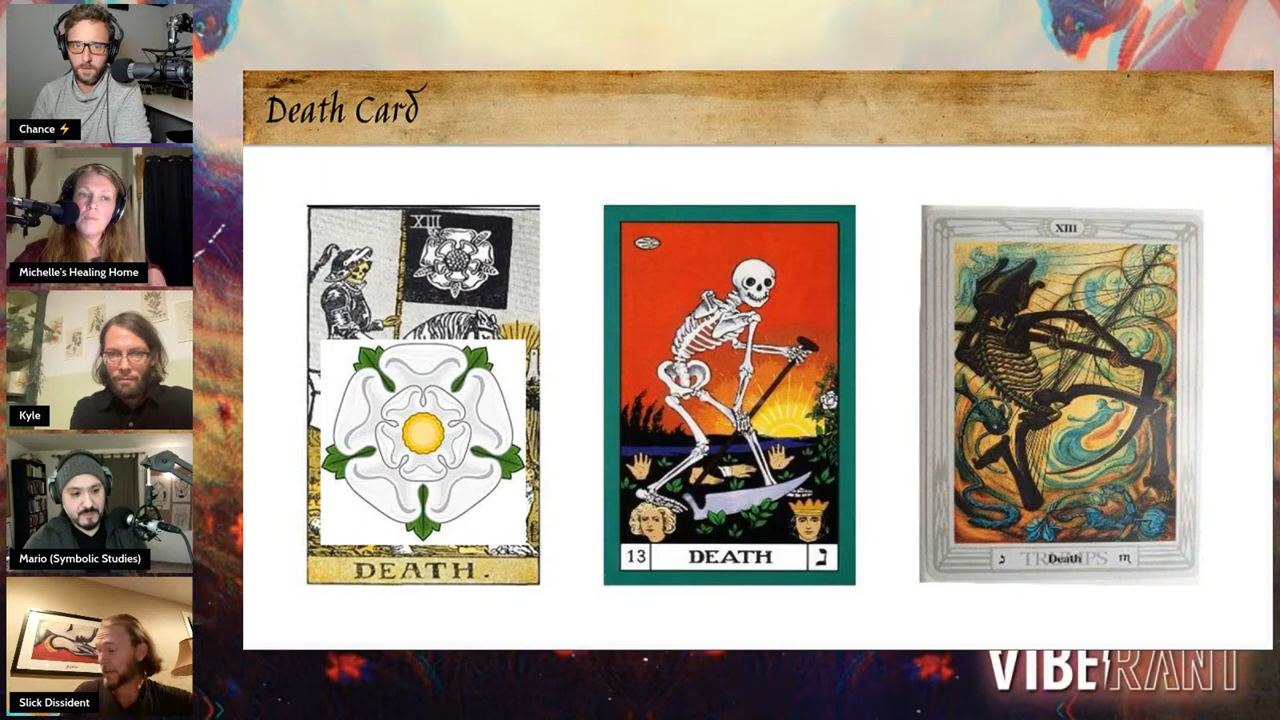 Chance ⚡
Michelle's Healing Home
Kyle
Mario (Symbolic Studies)
Slick Dissident
Death Card
XIII
DEATH.
13 DEATH נ
XIII
נ TRUMPS Death ♏
VIBERANT